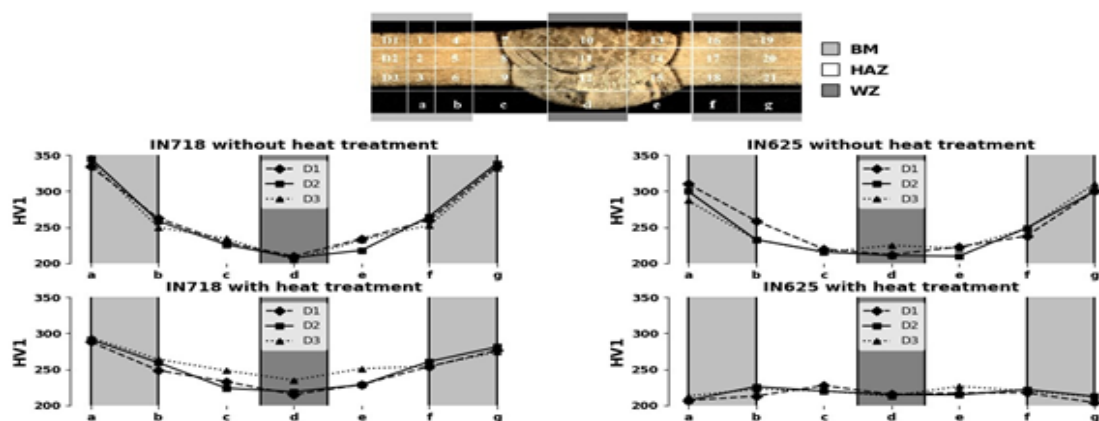 D1 1 4 7 10 13 16 19
BM
D2 2 5 8 11 14 17 20
HAZ
D3 3 6 9 12 15 18 21
WZ
a b c d e f g
IN718 without heat treatment
350
300
250
200
HV1
D1
D2
D3
a b c d e f g
IN625 without heat treatment
350
300
250
200
HV1
D1
D2
D3
a b c d e f g
IN718 with heat treatment
350
300
250
200
HV1
D1
D2
D3
a b c d e f g
IN625 with heat treatment
350
300
250
200
HV1
D1
D2
D3
a b c d e f g